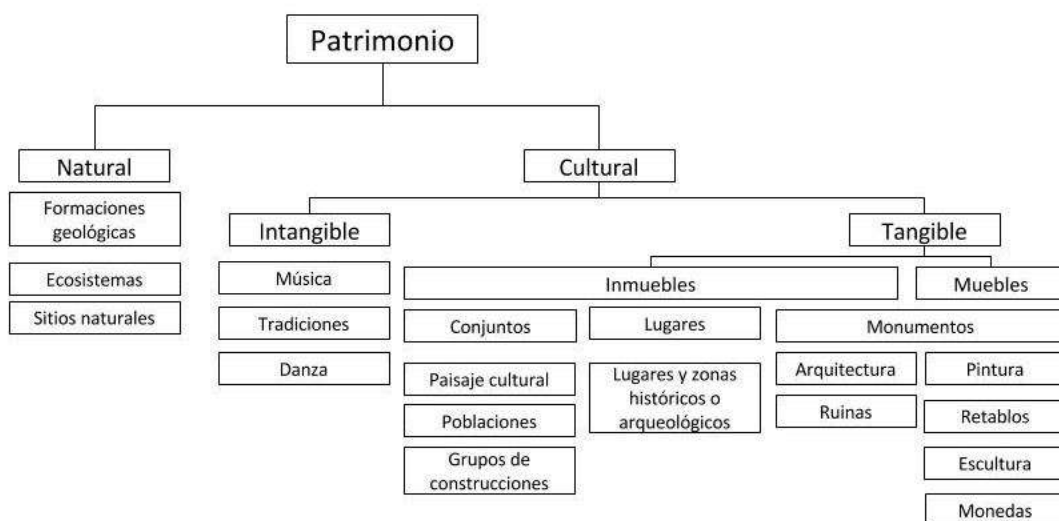 Patrimonio
Natural
Cultural
Formaciones
geológicas
Ecosistemas
Sitios naturales
Intangible
Tangible
Música
Tradiciones
Danza
Inmuebles
Muebles
Conjuntos
Lugares
Monumentos
Paisaje cultural
Poblaciones
Grupos de
construcciones
Lugares y zonas
históricos o
arqueológicos
Arquitectura
Ruinas
Pintura
Retablos
Escultura
Monedas